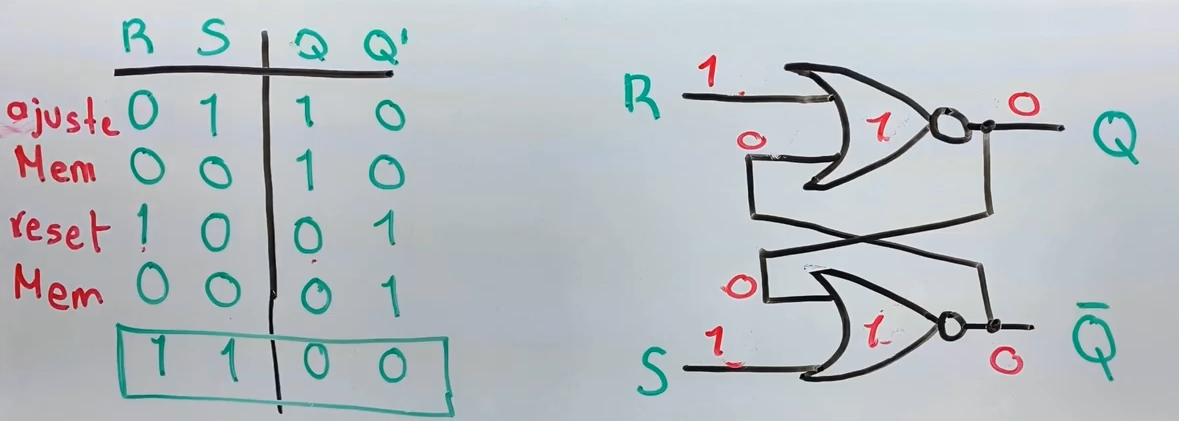 R S Q Q'
ajuste 0 1 1 0
Mem 0 0 1 0
reset 1 0 0 1
Mem 0 0 0 1
1 1 0 0
R 1 1 0 Q
0
0
S 1 1 0 Q̄